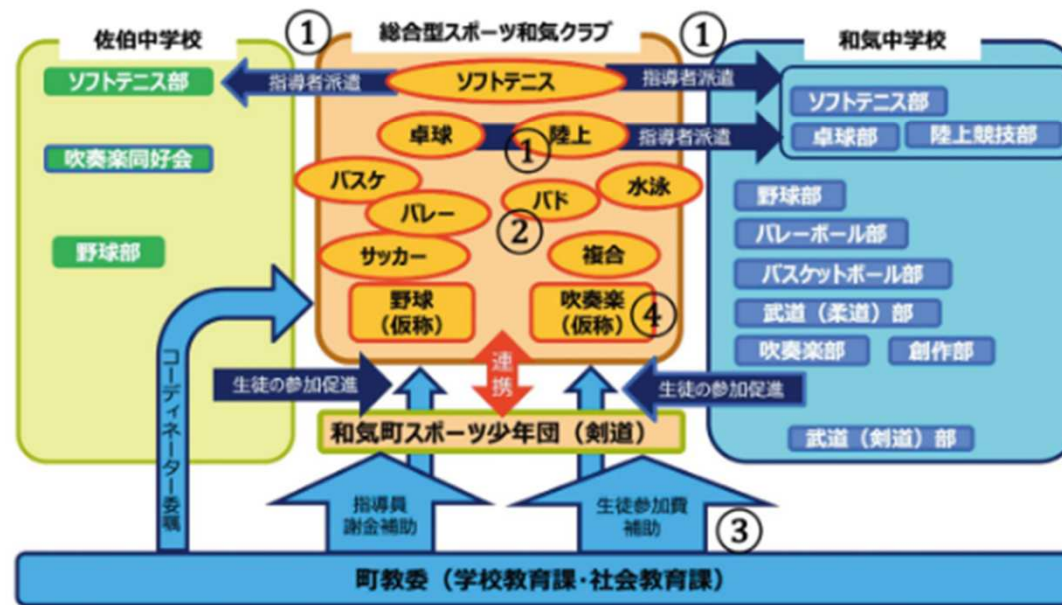 佐伯中学校
①
総合型スポーツ和気クラブ
①
和気中学校
ソフトテニス部
指導者派遣
ソフトテニス
指導者派遣
ソフトテニス部
卓球
陸上
指導者派遣
卓球部
陸上競技部
①
吹奏楽同好会
バスケ
バド
水泳
バレー
②
野球部
バレーボール部
野球部
サッカー
複合
バスケットボール部
野球
(仮称)
吹奏楽
(仮称)
④
武道(柔道)部
吹奏楽部
創作部
コーディネーター委嘱
生徒の参加促進
連携
生徒の参加促進
和気町スポーツ少年団(剣道)
武道(剣道)部
指導員
謝金補助
生徒参加費
補助
③
町教委(学校教育課・社会教育課)